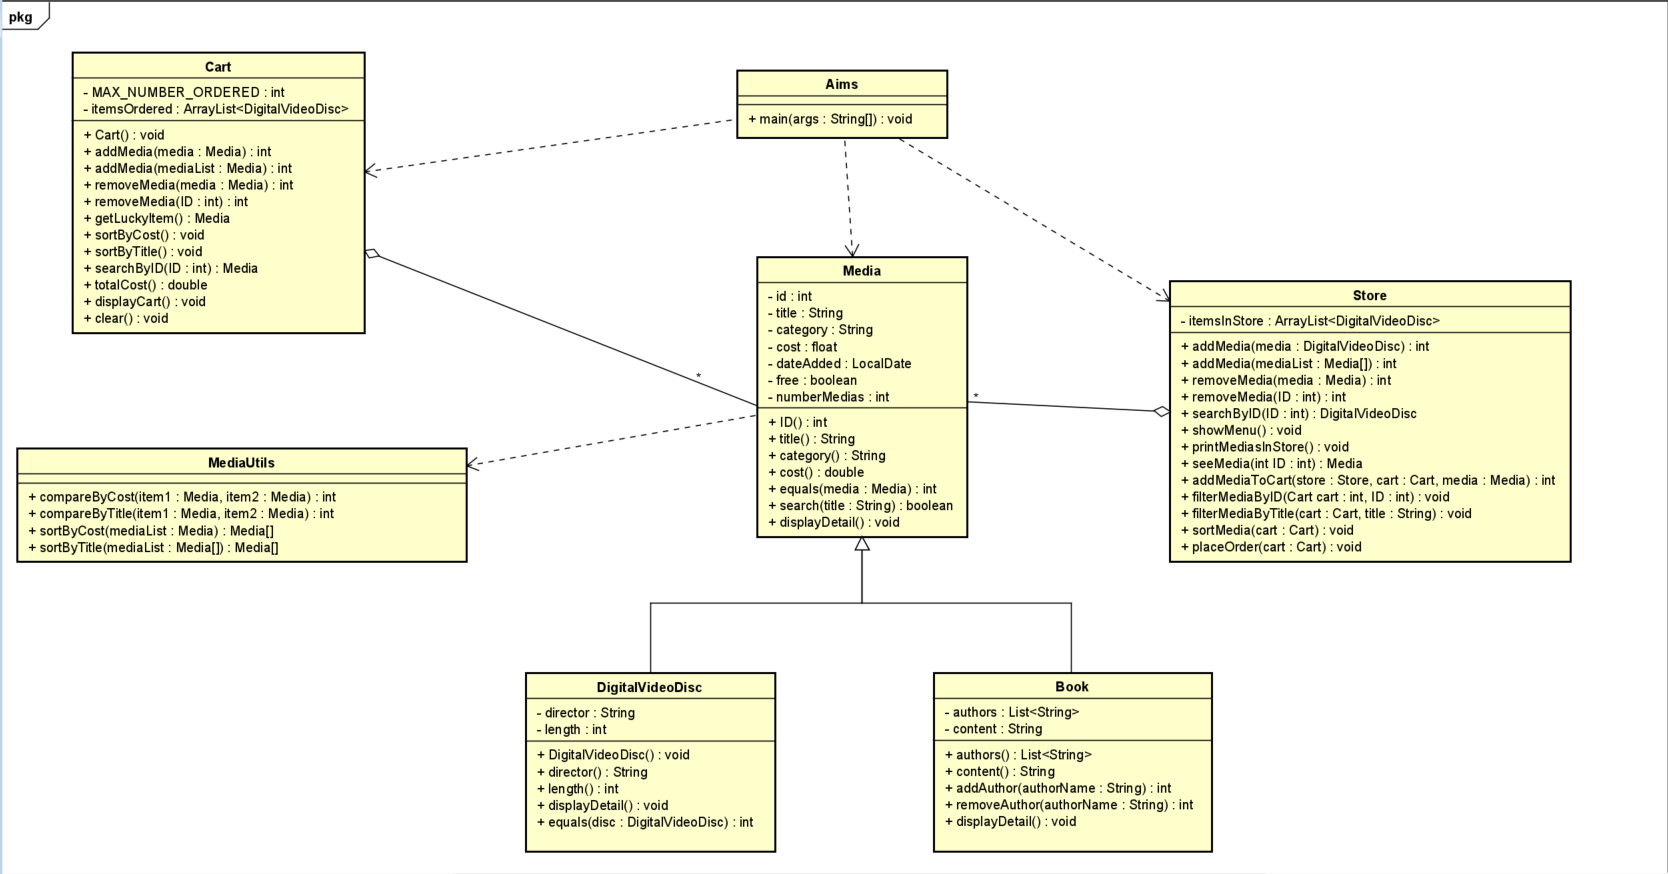 pkg
Cart
- MAX_NUMBER_ORDERED : int
- itemsOrdered : ArrayList<DigitalVideoDisc>
+ Cart() : void
+ addMedia(media : Media) : int
+ addMedia(mediaList : Media) : int
+ removeMedia(media : Media) : int
+ removeMedia(ID : int) : int
+ getLuckyItem() : Media
+ sortByCost() : void
+ sortByTitle() : void
+ searchByID(ID : int) : Media
+ totalCost() : double
+ displayCart() : void
+ clear() : void
Aims
+ main(args : String[]) : void
Media
- id : int
- title : String
- category : String
- cost : float
- dateAdded : LocalDate
- free : boolean
- numberMedias : int
+ ID() : int
+ title() : String
+ category() : String
+ cost() : double
+ equals(media : Media) : int
+ search(title : String) : boolean
+ displayDetail() : void
*
*
Store
- itemsInStore : ArrayList<DigitalVideoDisc>
+ addMedia(media : DigitalVideoDisc) : int
+ addMedia(mediaList : Media[]) : int
+ removeMedia(media : Media) : int
+ removeMedia(ID : int) : int
+ searchByID(ID : int) : DigitalVideoDisc
+ showMenu() : void
+ printMediasInStore() : void
+ seeMedia(int ID : int) : Media
+ addMediaToCart(store : Store, cart : Cart, media : Media) : int
+ filterMediaByID(Cart cart : int, ID : int) : void
+ filterMediaByTitle(cart : Cart, title : String) : void
+ sortMedia(cart : Cart) : void
+ placeOrder(cart : Cart) : void
MediaUtils
+ compareByCost(item1 : Media, item2 : Media) : int
+ compareByTitle(item1 : Media, item2 : Media) : int
+ sortByCost(mediaList : Media) : Media[]
+ sortByTitle(mediaList : Media[]) : Media[]
DigitalVideoDisc
- director : String
- length : int
+ DigitalVideoDisc() : void
+ director() : String
+ length() : int
+ displayDetail() : void
+ equals(disc : DigitalVideoDisc) : int
Book
- authors : List<String>
- content : String
+ authors() : List<String>
+ content() : String
+ addAuthor(authorName : String) : int
+ removeAuthor(authorName : String) : int
+ displayDetail() : void